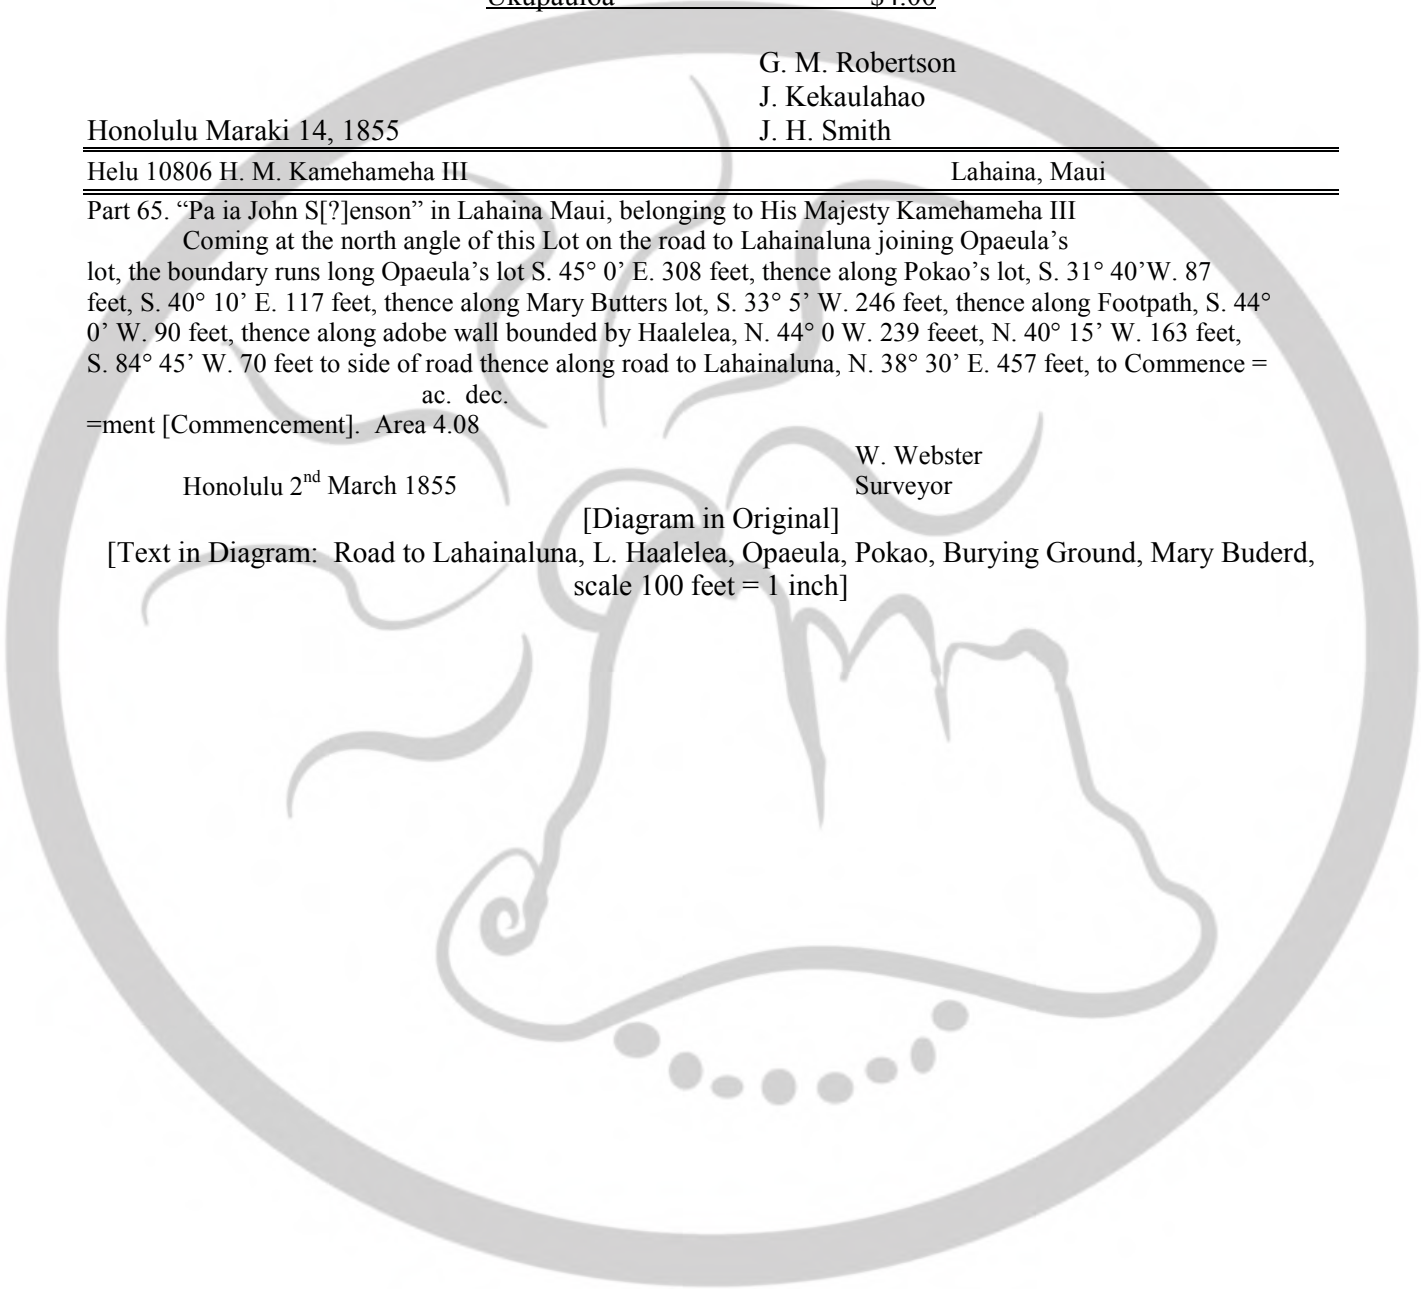 Ukupauloa $4.00
G. M. Robertson
J. Kekaulahao
Honolulu Maraki 14, 1855 J. H. Smith
Helu 10806 H. M. Kamehameha III Lahaina, Maui
Part 65. “Pa ia John S[?]enson” in Lahaina Maui, belonging to His Majesty Kamehameha III
Coming at the north angle of this Lot on the road to Lahainaluna joining Opaeula’s
lot, the boundary runs long Opaeula’s lot S. 45° 0’ E. 308 feet, thence along Pokao’s lot, S. 31° 40’W. 87
feet, S. 40° 10’ E. 117 feet, thence along Mary Butters lot, S. 33° 5’ W. 246 feet, thence along Footpath, S. 44°
0’ W. 90 feet, thence along adobe wall bounded by Haalelea, N. 44° 0 W. 239 feeet, N. 40° 15’ W. 163 feet,
S. 84° 45’ W. 70 feet to side of road thence along road to Lahainaluna, N. 38° 30’ E. 457 feet, to Commence =
ac. dec.
=ment [Commencement]. Area 4.08
W. Webster
Honolulu 2nd March 1855 Surveyor
[Diagram in Original]
[Text in Diagram: Road to Lahainaluna, L. Haalelea, Opaeula, Pokao, Burying Ground, Mary Buderd,
scale 100 feet = 1 inch]